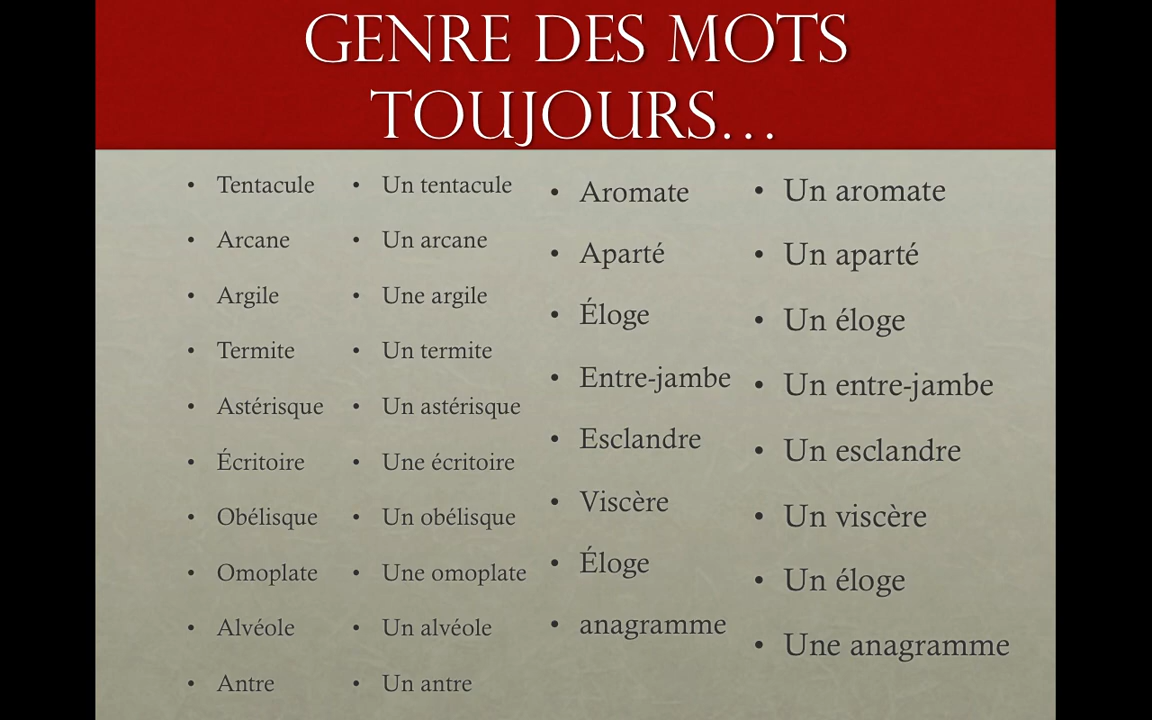 GENRE DES MOTS
TOUJOURS…
• Tentacule
• Arcane
• Argile
• Termite
• Astérisque
• Écritoire
• Obélisque
• Omoplate
• Alvéole
• Antre
• Un tentacule
• Un arcane
• Une argile
• Un termite
• Un astérisque
• Une écritoire
• Un obélisque
• Une omoplate
• Un alvéole
• Un antre
• Aromate
• Aparté
• Éloge
• Entre-jambe
• Esclandre
• Viscère
• Éloge
• anagramme
• Un aromate
• Un aparté
• Un éloge
• Un entre-jambe
• Un esclandre
• Un viscère
• Un éloge
• Une anagramme